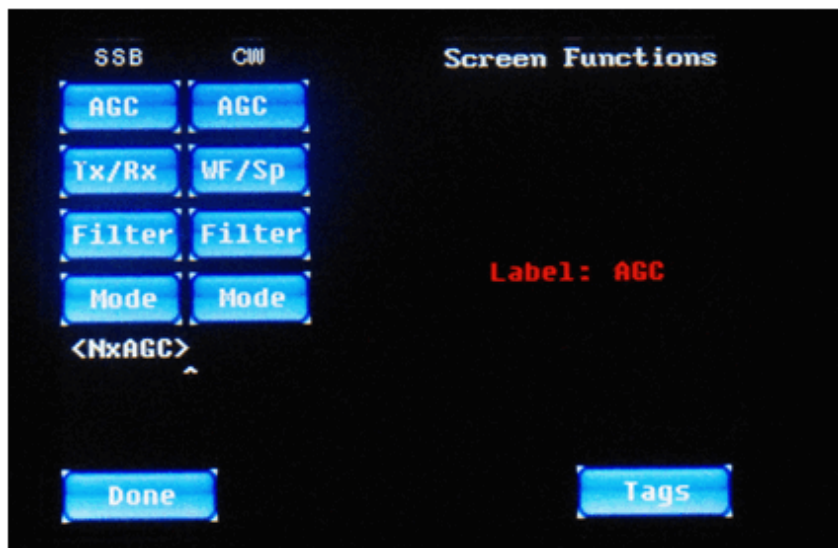 SSB CW Screen Functions
AGC AGC
Tx/Rx WF/Sp
Filter Filter
Label: AGC
Mode Mode
<NxAGC>
^
Done Tags